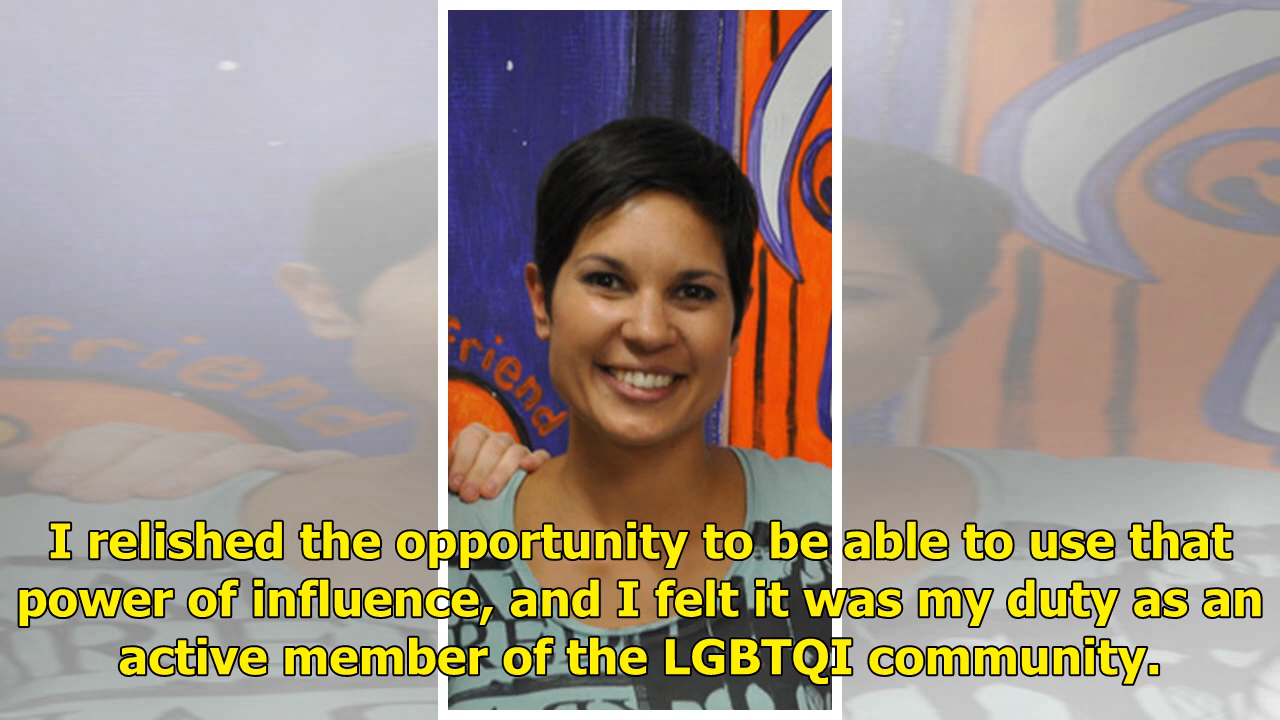 friend
friend
I relished the opportunity to be able to use that
power of influence, and I felt it was my duty as an
active member of the LGBTQI community.